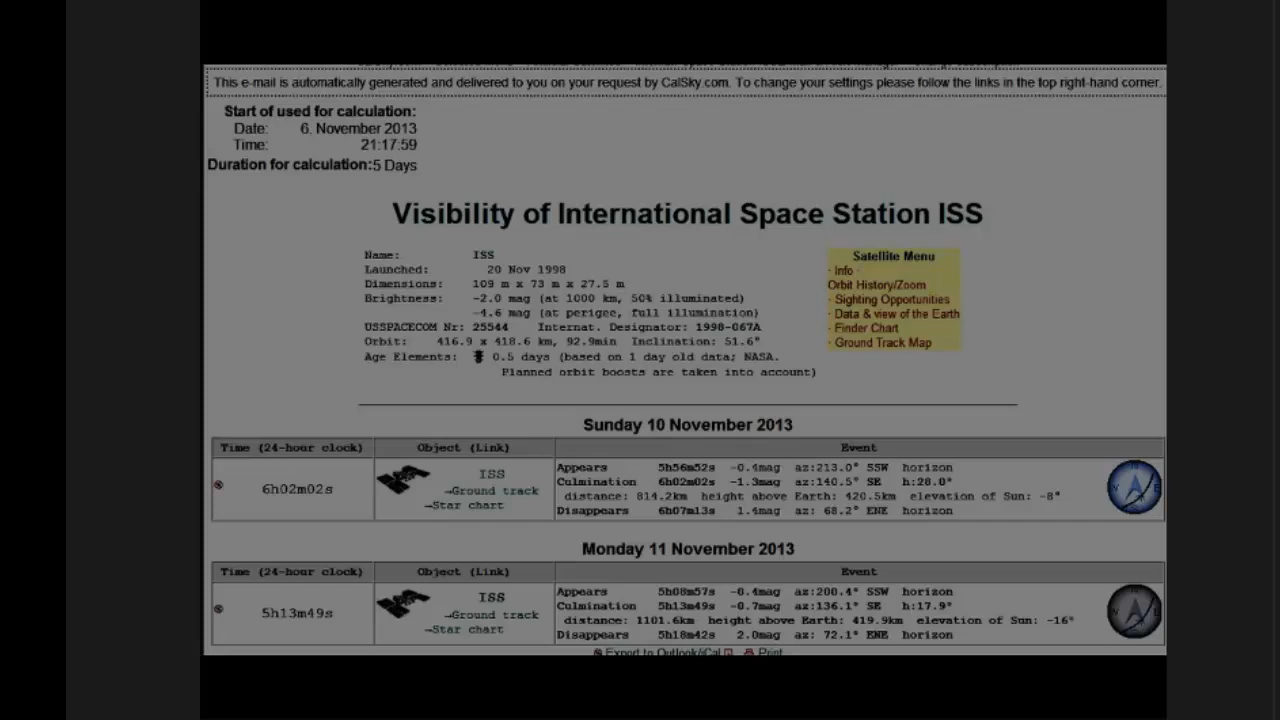 This e-mail is automatically generated and delivered to you on your request by CalSky.com. To change your settings please follow the links in the top right-hand corner.
Start of used for calculation:
Date: 6. November 2013
Time: 21:17:59
Duration for calculation:5 Days
Visibility of International Space Station ISS
Name: ISS
Launched: 20 Nov 1998
Dimensions: 109 m x 73 m x 27.5 m
Brightness: -2.0 mag (at 1000 km, 50% illuminated)
-4.6 mag (at perigee, full illumination)
USSPACECOM Nr: 25544 Internat. Designator: 1998-067A
Orbit: 416.9 x 418.6 km, 92.9min Inclination: 51.6°
Age Elements: 0.5 days (based on 1 day old data; NASA.
Planned orbit boosts are taken into account)
Satellite Menu
· Info ·
Orbit History/Zoom
· Sighting Opportunities
· Data & view of the Earth
· Finder Chart
· Ground Track Map
Sunday 10 November 2013
Time (24-hour clock) Object (Link) Event
6h02m02s
ISS
→Ground track
→Star chart
Appears 5h56m52s -0.4mag az:213.0° SSW horizon
Culmination 6h02m02s -1.3mag az:140.5° SE h:28.0°
distance: 814.2km height above Earth: 420.5km elevation of Sun: -8°
Disappears 6h07m13s 1.4mag az: 68.2° ENE horizon
Monday 11 November 2013
Time (24-hour clock) Object (Link) Event
5h13m49s
ISS
→Ground track
→Star chart
Appears 5h08m57s -0.4mag az:200.4° SSW horizon
Culmination 5h13m49s -0.7mag az:136.1° SE h:17.9°
distance: 1101.6km height above Earth: 419.9km elevation of Sun: -16°
Disappears 5h18m42s 2.0mag az: 72.1° ENE horizon
Export to Outlook/iCal Print